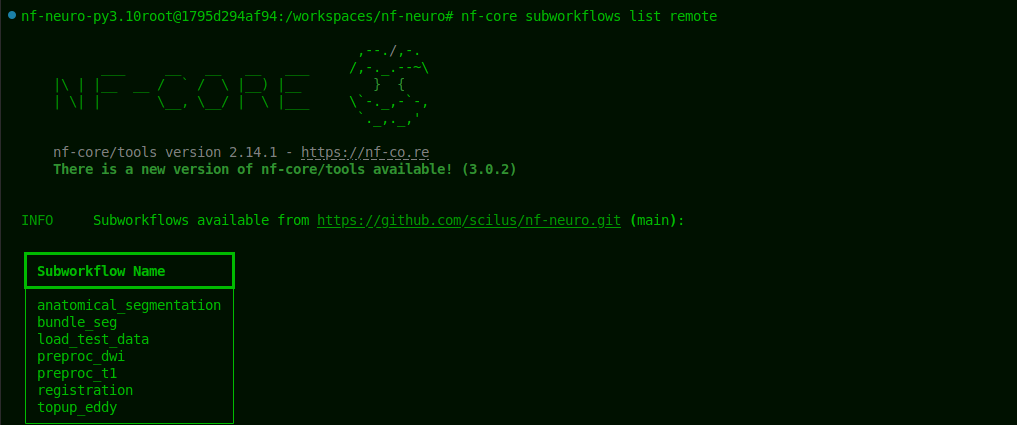 nf-neuro-py3.10root@1795d294af94:/workspaces/nf-neuro# nf-core subworkflows list remote
                                          ,--./,-.
          ___     __   __   __   ___     /,-._.--~\
    |\ | |__  __ /  ` /  \ |__) |__         }  {
    | \| |       \__, \__/ |  \ |___     \`-._,-`-,
                                          `._,._,'
nf-core/tools version 2.14.1 - https://nf-co.re
There is a new version of nf-core/tools available! (3.0.2)
INFO     Subworkflows available from https://github.com/scilus/nf-neuro.git (main):
Subworkflow Name
anatomical_segmentation
bundle_seg
load_test_data
preproc_dwi
preproc_t1
registration
topup_eddy